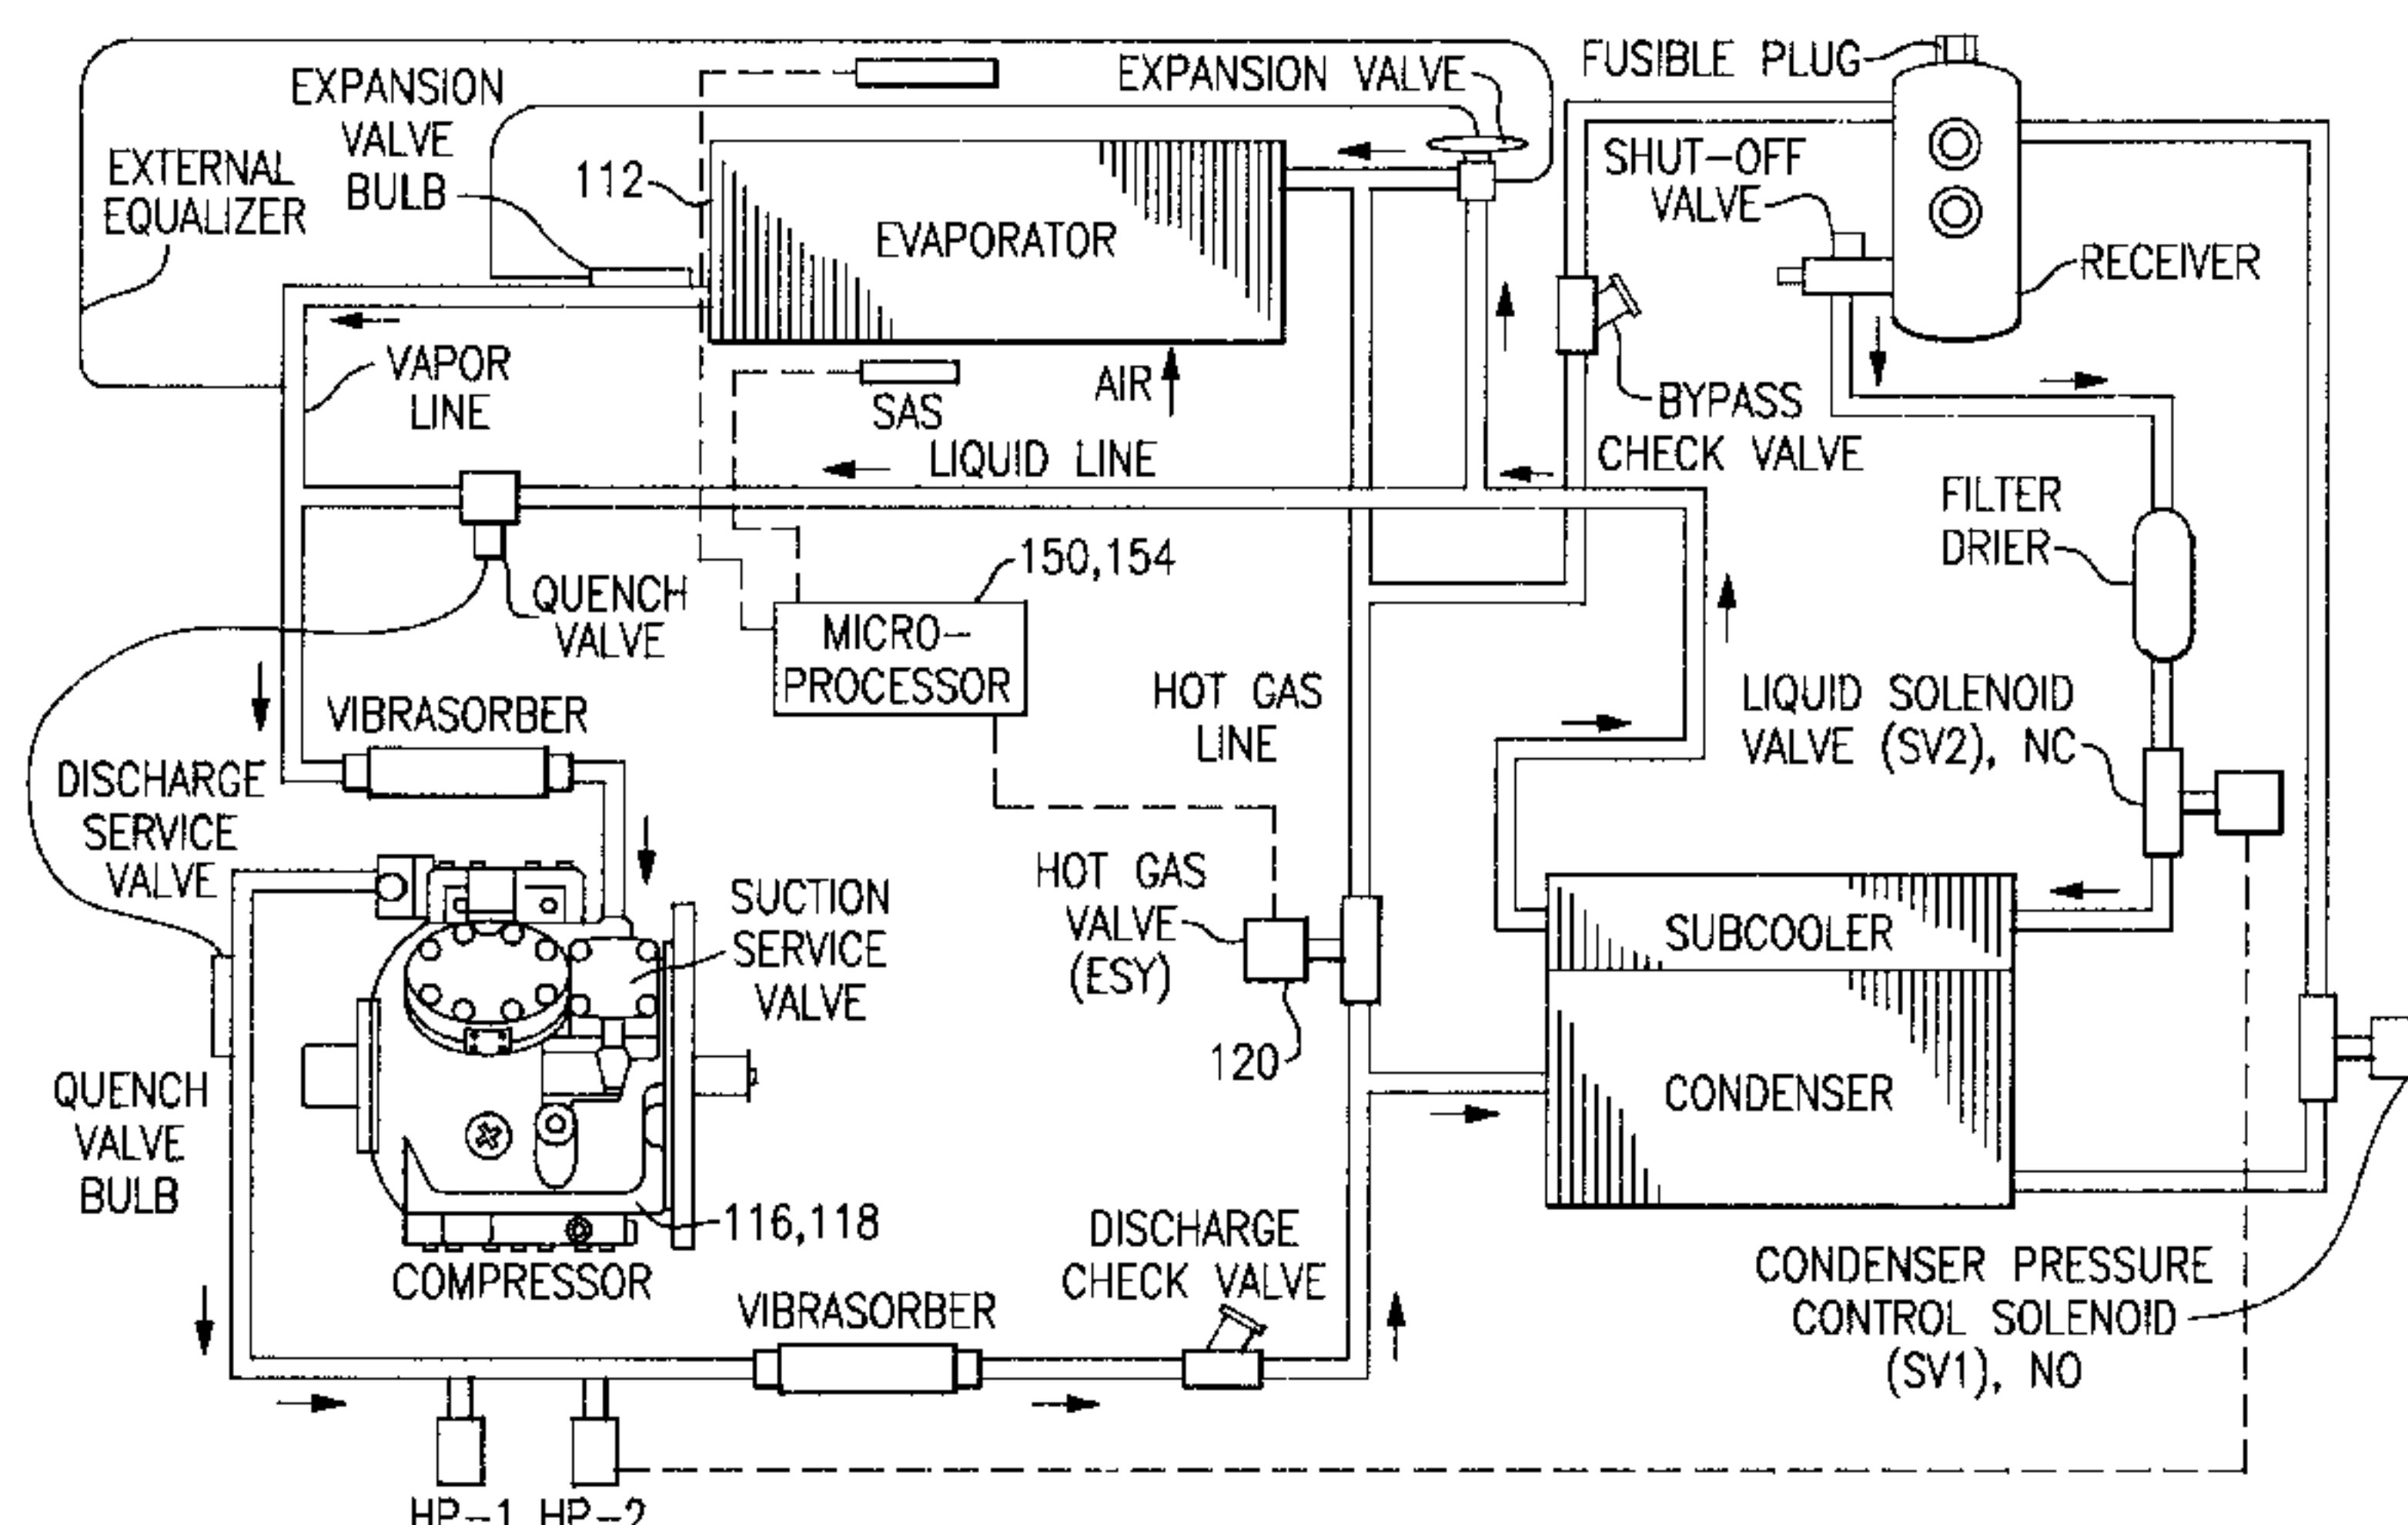 FUSIBLE PLUG
EXPANSION VALVE
EXPANSION
VALVE
BULB
EXTERNAL
EQUALIZER
112
EVAPORATOR
SHUT-OFF
VALVE
RECEIVER
VAPOR
LINE
SAS
AIR
BYPASS
CHECK VALVE
LIQUID LINE
FILTER
DRIER
150,154
QUENCH
VALVE
MICRO-
PROCESSOR
HOT GAS
LINE
LIQUID SOLENOID
VALVE (SV2), NC
VIBRASORBER
DISCHARGE
SERVICE
VALVE
SUCTION
SERVICE
VALVE
HOT GAS
VALVE
(ESY)
120
SUBCOOLER
CONDENSER
QUENCH
VALVE
BULB
116,118
COMPRESSOR
VIBRASORBER
DISCHARGE
CHECK VALVE
CONDENSER PRESSURE
CONTROL SOLENOID
(SV1), NO
HP-1 HP-2